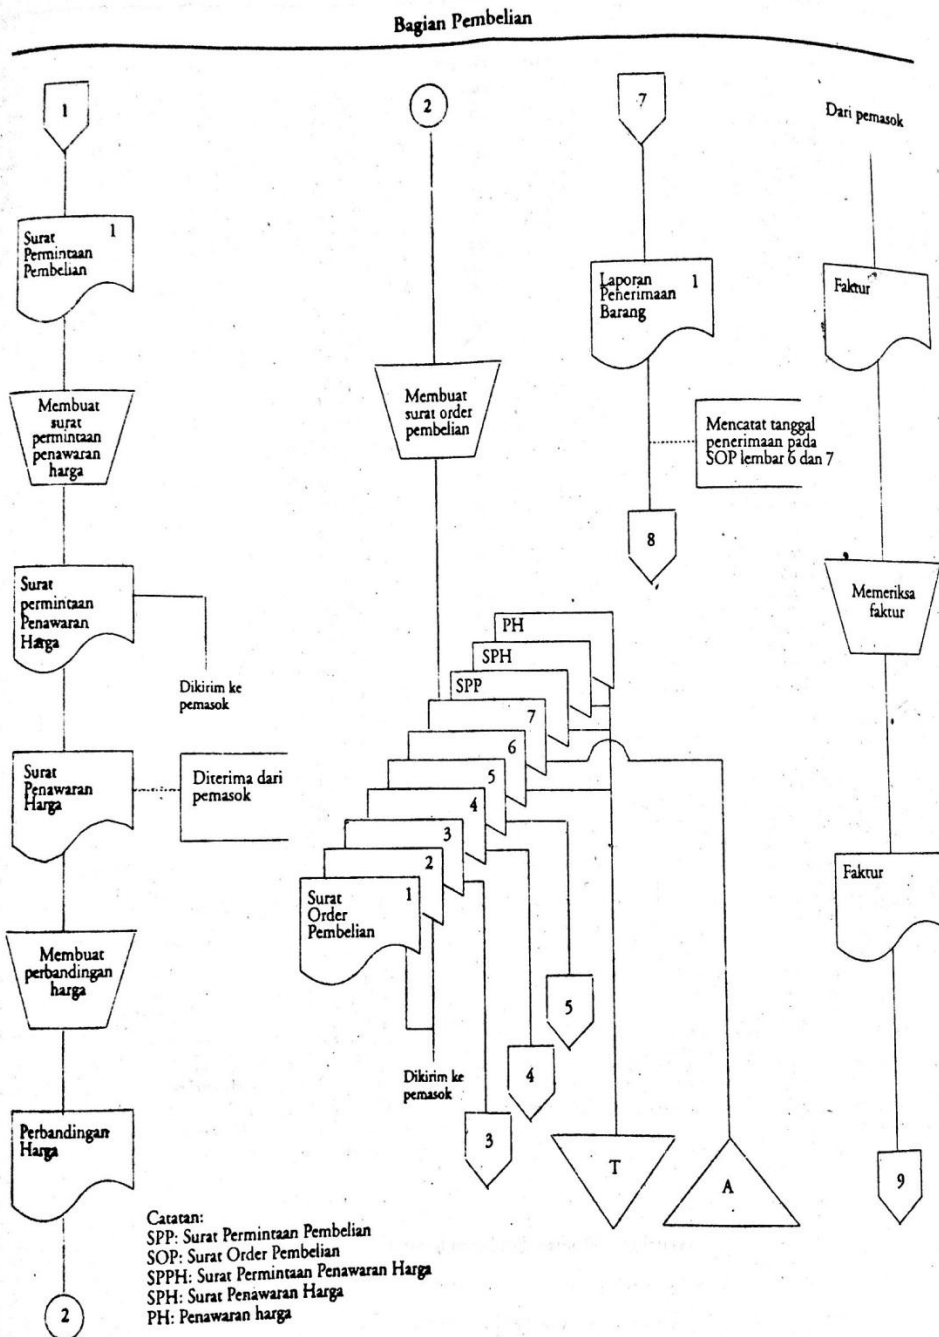 Bagian Pembelian
1
Surat 1
Permintaan
Pembelian
Membuat
surat
permintaan
penawaran
harga
Surat
permintaan
Penawaran
Harga
Dikirim ke
pemasok
Surat
Penawaran
Harga
Diterima dari
pemasok
Membuat
perbandingan
harga
Perbandingan
Harga
2
2
Membuat
surat order
pembelian
PH
SPH
SPP
7
6
5
4
3
2
Surat 1
Order
Pembelian
Dikirim ke
pemasok
3
4
5
T
A
7
Laporan 1
Penerimaan
Barang
Mencatat tanggal
penerimaan pada
SOP lembar 6 dan 7
8
Dari pemasok
Faktur
Memeriksa
faktur
Faktur
9
Catatan:
SPP: Surat Permintaan Pembelian
SOP: Surat Order Pembelian
SPPH: Surat Permintaan Penawaran Harga
SPH: Surat Penawaran Harga
PH: Penawaran harga